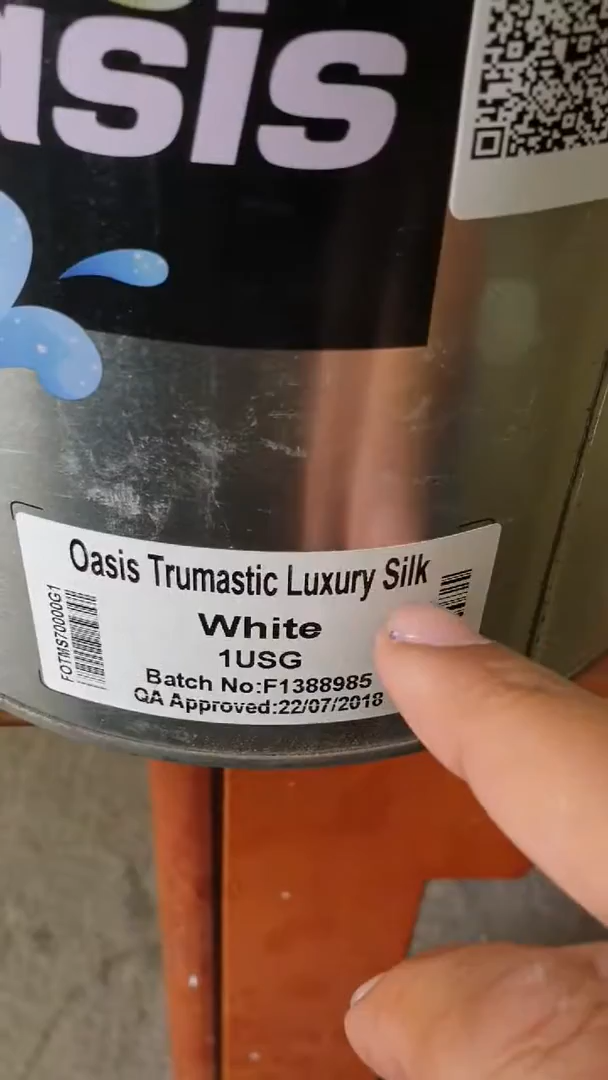 asis
Oasis Trumastic Luxury Silk
White
1USG
Batch No:F1388985
QA Approved:22/07/2018
FOTMS70000G1